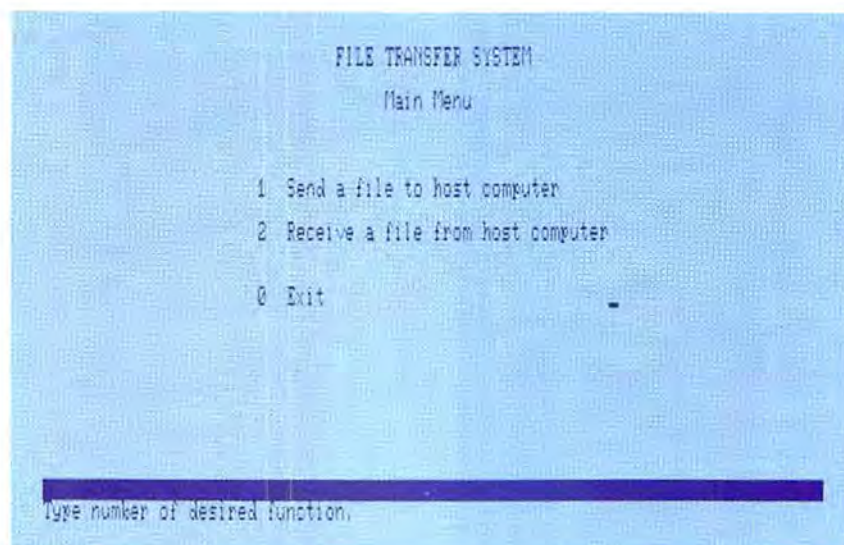 FILE TRANSFER SYSTEM
Main Menu
1 Send a file to host computer
2 Receive a file from host computer
0 Exit
Type number of desired function.